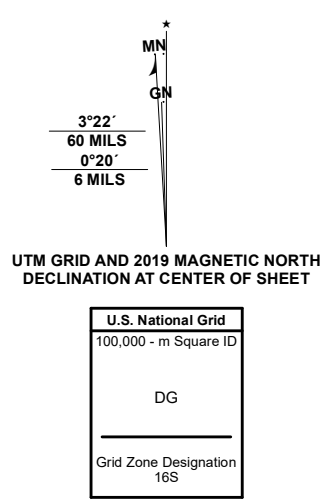 MN
GN
3°22´
60 MILS
0°20´
6 MILS
UTM GRID AND 2019 MAGNETIC NORTH
DECLINATION AT CENTER OF SHEET
U.S. National Grid
100,000 - m Square ID
DG
Grid Zone Designation
16S